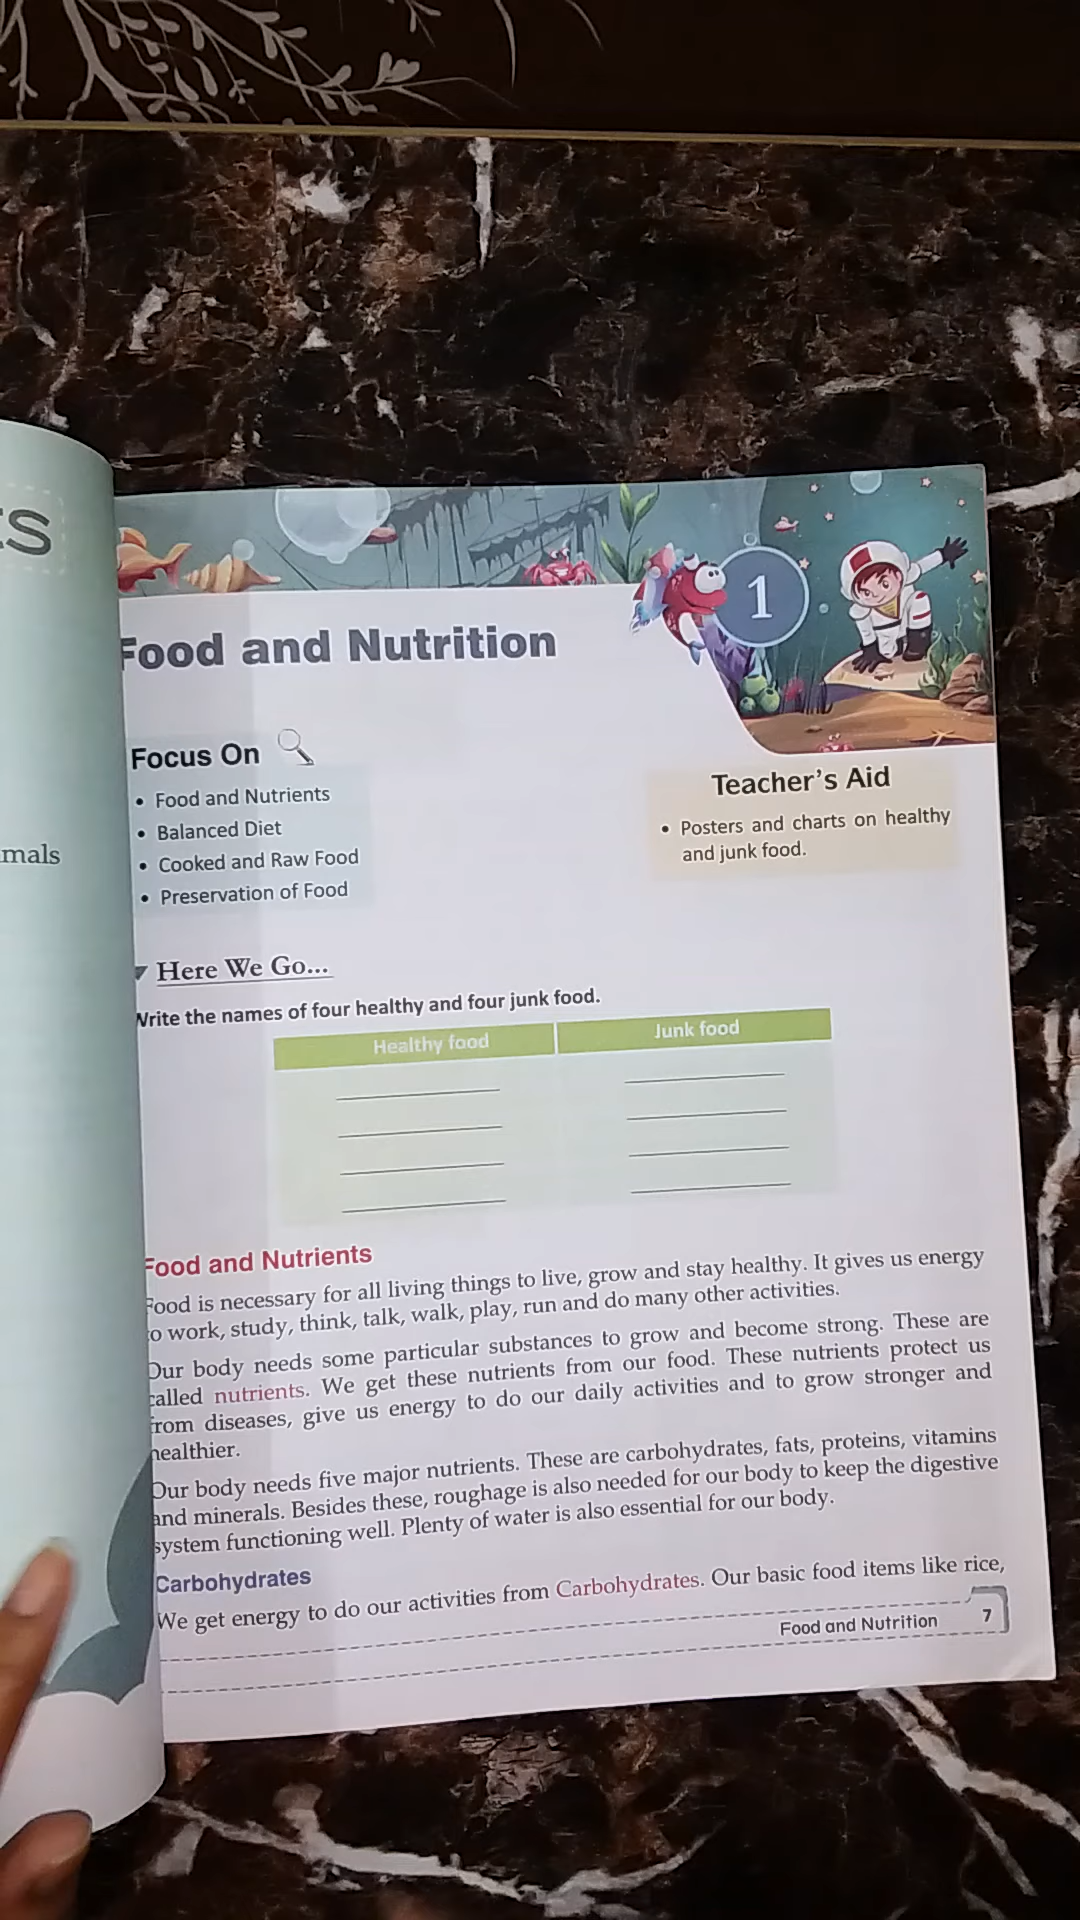 ts
mals
1
Food and Nutrition
Focus On
• Food and Nutrients
• Balanced Diet
• Cooked and Raw Food
• Preservation of Food
Teacher's Aid
• Posters and charts on healthy
and junk food.
Here We Go...
Write the names of four healthy and four junk food.
Healthy food Junk food
Food and Nutrients
Food is necessary for all living things to live, grow and stay healthy. It gives us energy
to work, study, think, talk, walk, play, run and do many other activities.
Our body needs some particular substances to grow and become strong. These are
called nutrients. We get these nutrients from our food. These nutrients protect us
from diseases, give us energy to do our daily activities and to grow stronger and
healthier.
Our body needs five major nutrients. These are carbohydrates, fats, proteins, vitamins
and minerals. Besides these, roughage is also needed for our body to keep the digestive
system functioning well. Plenty of water is also essential for our body.
Carbohydrates
We get energy to do our activities from Carbohydrates. Our basic food items like rice,
Food and Nutrition 7